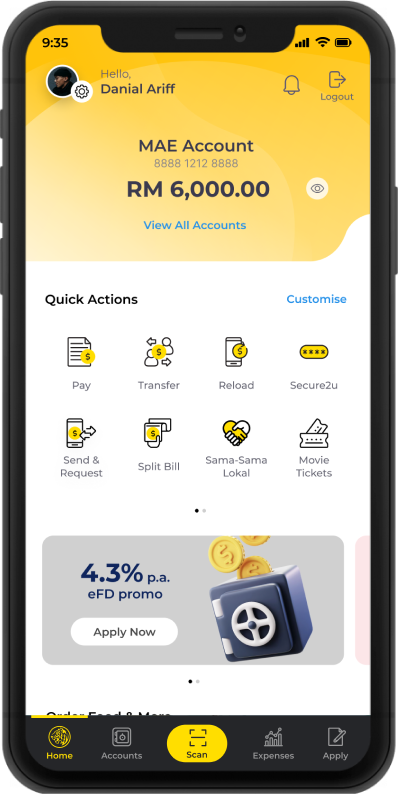 9:35
Hello,
Danial Ariff
Logout
MAE Account
8888 1212 8888
RM 6,000.00
View All Accounts
Quick Actions
Customise
Pay
Transfer
Reload
Secure2u
Send &
Request
Split Bill
Sama-Sama
Lokal
Movie
Tickets
4.3% p.a.
eFD promo
Apply Now
Order Food & More
Home
Accounts
Scan
Expenses
Apply